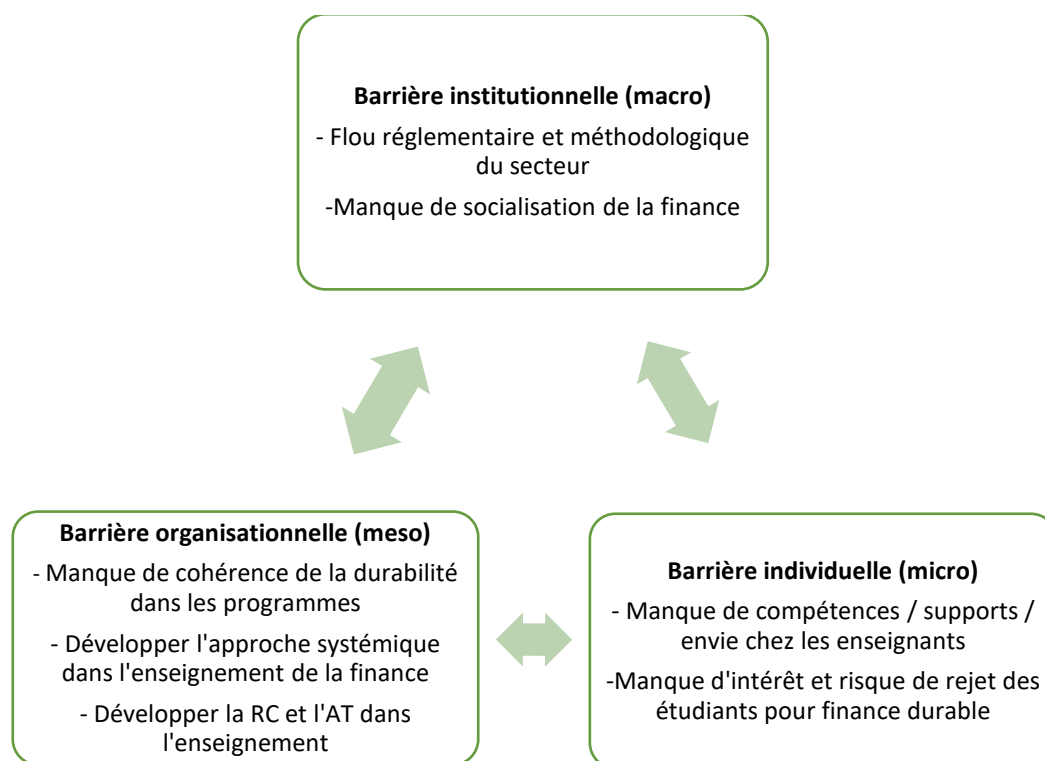 Barrière institutionnelle (macro)
- Flou réglementaire et méthodologique
du secteur
-Manque de socialisation de la finance
Barrière organisationnelle (meso)
- Manque de cohérence de la durabilité
dans les programmes
- Développer l'approche systémique
dans l'enseignement de la finance
- Développer la RC et l'AT dans
l'enseignement
Barrière individuelle (micro)
- Manque de compétences / supports /
envie chez les enseignants
-Manque d'intérêt et risque de rejet des
étudiants pour finance durable